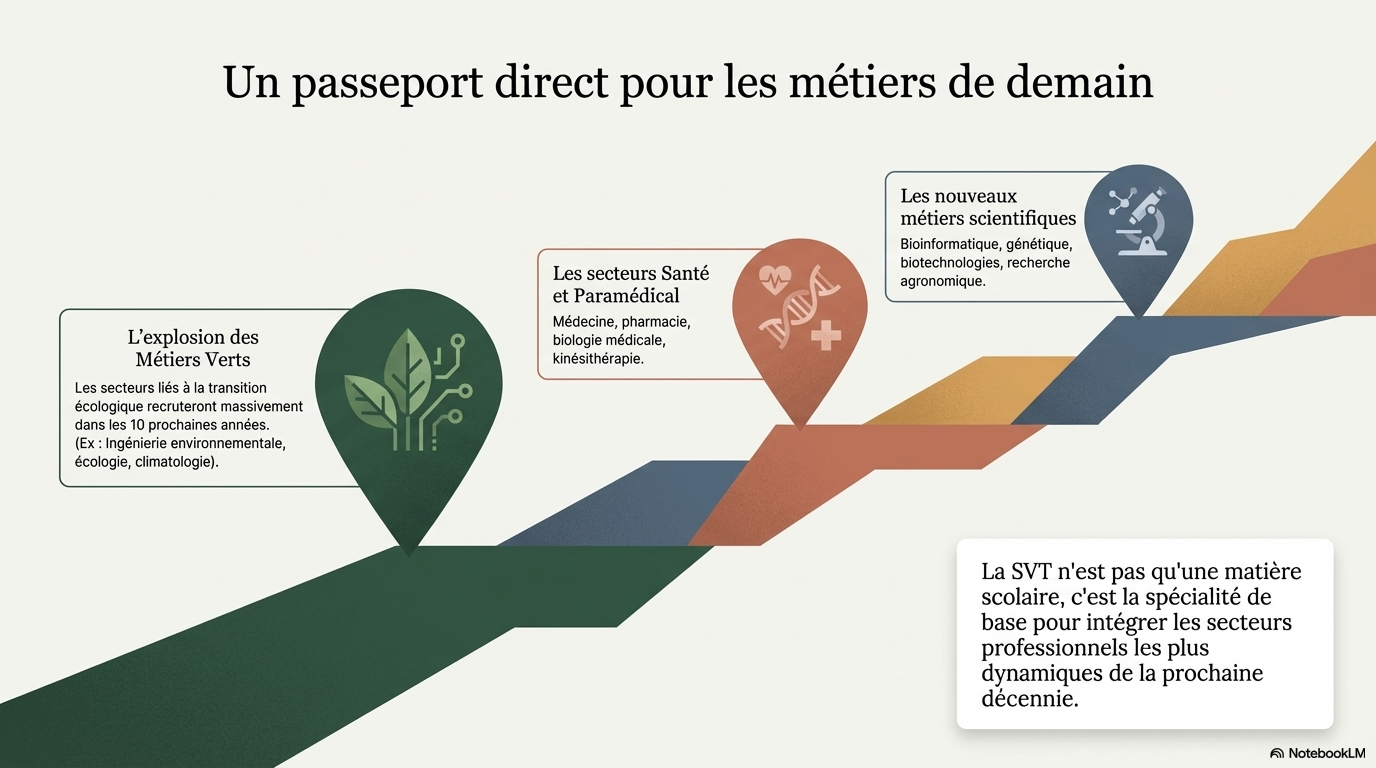 Un passeport direct pour les métiers de demain
L'explosion des
Métiers Verts
Les secteurs liés à la transition
écologique recruteront massivement
dans les 10 prochaines années.
(Ex : Ingénierie environnementale,
écologie, climatologie).
Les secteurs Santé
et Paramédical
Médecine, pharmacie,
biologie médicale,
kinésithérapie.
Les nouveaux
métiers scientifiques
Bioinformatique, génétique,
biotechnologies, recherche
agronomique.
La SVT n'est pas qu'une matière
scolaire, c'est la spécialité de
base pour intégrer les secteurs
professionnels les plus
dynamiques de la prochaine
décennie.
NotebookLM